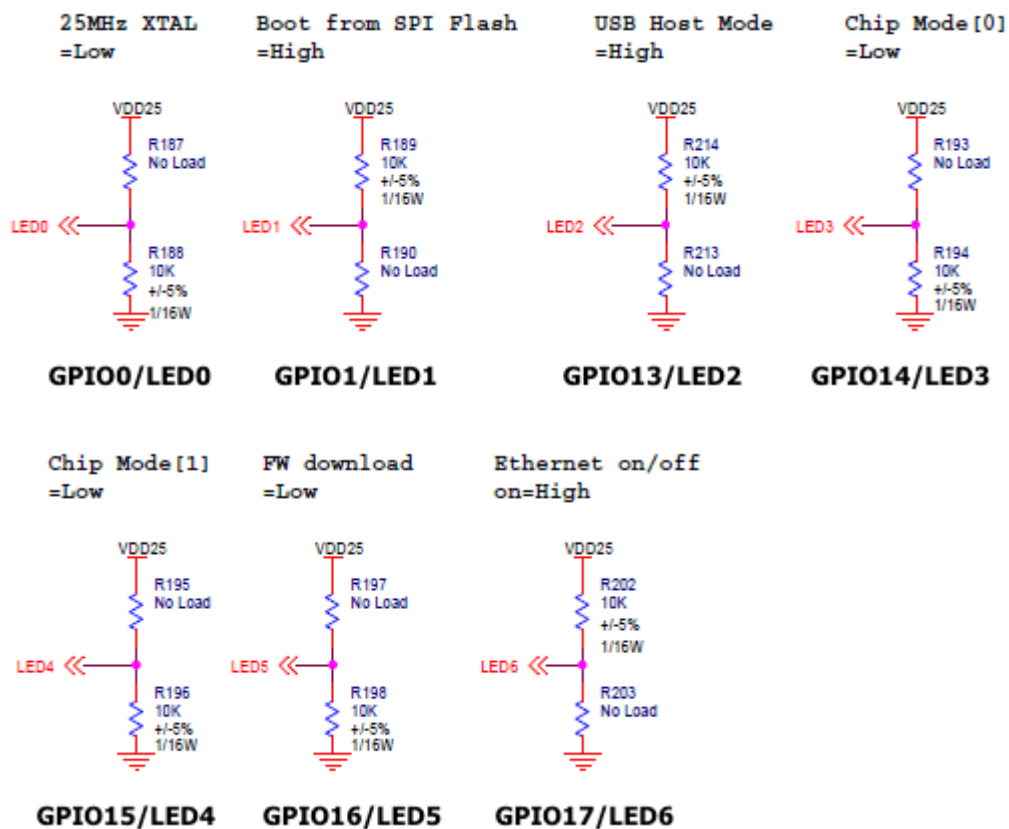 25MHz XTAL
=Low
Boot from SPI Flash
=High
USB Host Mode
=High
Chip Mode[0]
=Low
VDD25
R187
No Load
LED0
R188
10K
+/-5%
1/16W
GPIO0/LED0
VDD25
R189
10K
+/-5%
1/16W
LED1
R190
No Load
GPIO1/LED1
VDD25
R214
10K
+/-5%
1/16W
LED2
R213
No Load
GPIO13/LED2
VDD25
R193
No Load
LED3
R194
10K
+/-5%
1/16W
GPIO14/LED3
Chip Mode[1]
=Low
FW download
=Low
Ethernet on/off
on=High
VDD25
R195
No Load
LED4
R196
10K
+/-5%
1/16W
GPIO15/LED4
VDD25
R197
No Load
LED5
R198
10K
+/-5%
1/16W
GPIO16/LED5
VDD25
R202
10K
+/-5%
1/16W
LED6
R203
No Load
GPIO17/LED6